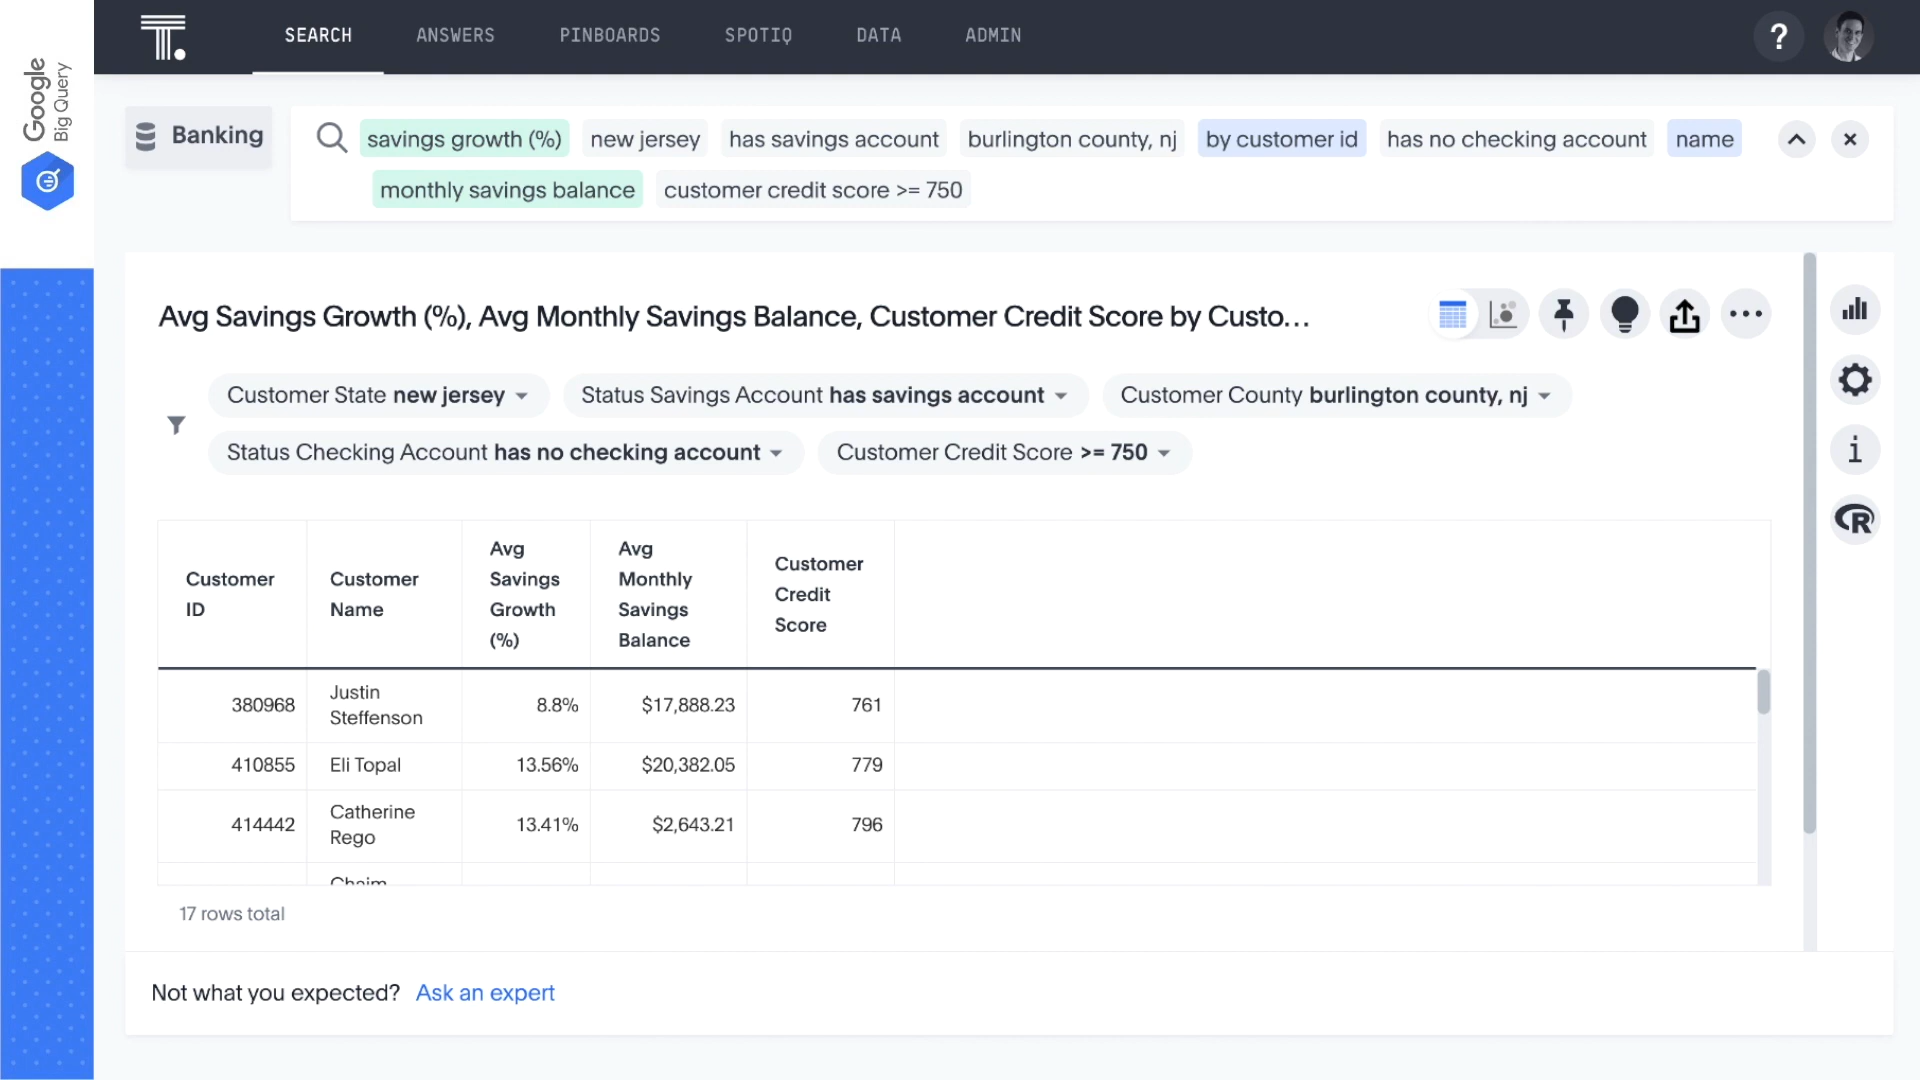 Google
Big Query
T.
SEARCH ANSWERS PINBOARDS SPOTIQ DATA ADMIN
?
Banking
savings growth (%) new jersey has savings account burlington county, nj by customer id has no checking account name
monthly savings balance customer credit score >= 750
Avg Savings Growth (%), Avg Monthly Savings Balance, Customer Credit Score by Custo...
Customer State new jersey Status Savings Account has savings account Customer County burlington county, nj
Status Checking Account has no checking account Customer Credit Score >= 750
i
R
Customer ID
Customer Name
Avg Savings Growth (%)
Avg Monthly Savings Balance
Customer Credit Score
380968 Justin Steffenson 8.8% $17,888.23 761
410855 Eli Topal 13.56% $20,382.05 779
414442 Catherine Rego 13.41% $2,643.21 796
Chaim
17 rows total
Not what you expected? Ask an expert